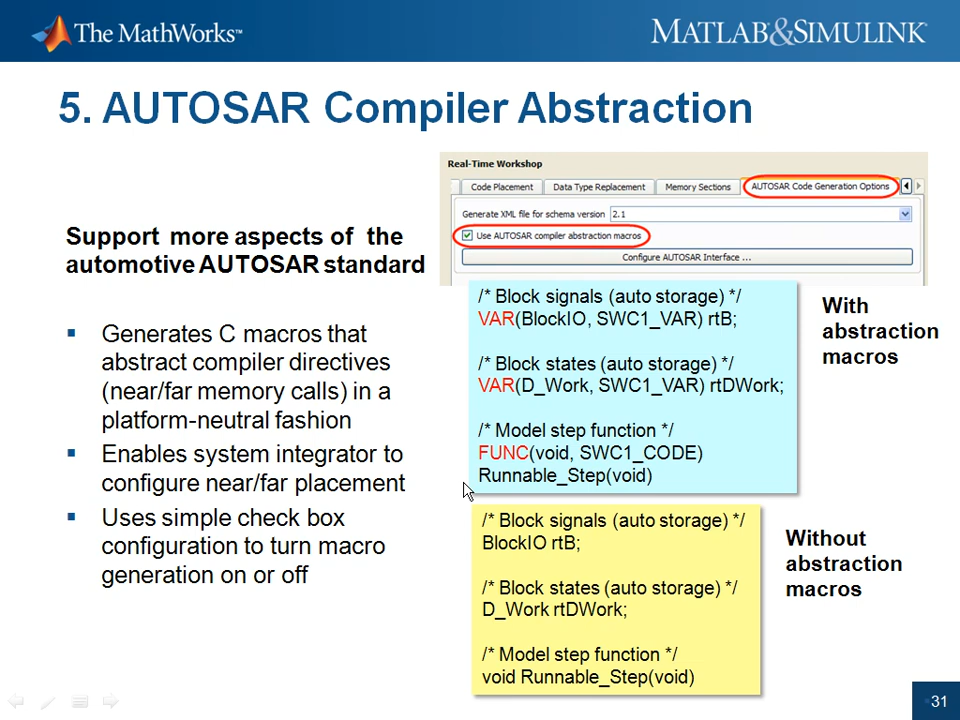 The MathWorks™
MATLAB&SIMULINK®
5. AUTOSAR Compiler Abstraction
Real-Time Workshop
Code Placement
Data Type Replacement
Memory Sections
AUTOSAR Code Generation Options
Generate XML file for schema version 2.1
Use AUTOSAR compiler abstraction macros
Configure AUTOSAR Interface ...
Support more aspects of the
automotive AUTOSAR standard
Generates C macros that
abstract compiler directives
(near/far memory calls) in a
platform-neutral fashion
Enables system integrator to
configure near/far placement
Uses simple check box
configuration to turn macro
generation on or off
/* Block signals (auto storage) */
VAR(BlockIO, SWC1_VAR) rtB;
/* Block states (auto storage) */
VAR(D_Work, SWC1_VAR) rtDWork;
/* Model step function */
FUNC(void, SWC1_CODE)
Runnable_Step(void)
With
abstraction
macros
/* Block signals (auto storage) */
BlockIO rtB;
/* Block states (auto storage) */
D_Work rtDWork;
/* Model step function */
void Runnable_Step(void)
Without
abstraction
macros
31